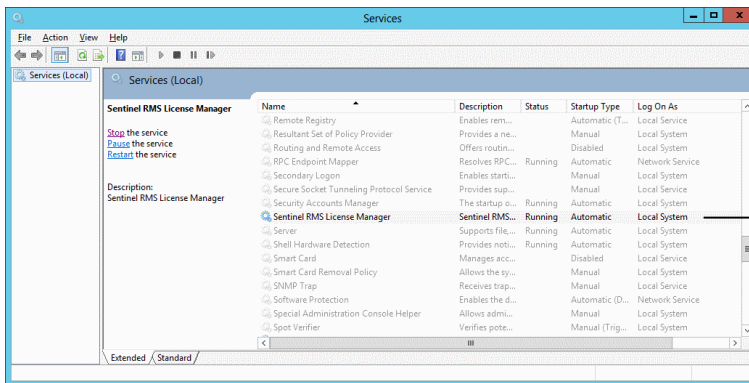 Services
File Action View Help
Services (Local)
Services (Local)
Sentinel RMS License Manager
Stop the service
Pause the service
Restart the service
Description:
Sentinel RMS License Manager
Name Description Status Startup Type Log On As
Remote Registry Enables rem... Automatic (T... Local Service
Resultant Set of Policy Provider Provides a ne... Manual Local System
Routing and Remote Access Offers routin... Disabled Local System
RPC Endpoint Mapper Resolves RPC... Running Automatic Network Service
Secondary Logon Enables starti... Manual Local System
Secure Socket Tunneling Protocol Service Provides sup... Manual Local Service
Security Accounts Manager The startup o... Running Automatic Local System
Sentinel RMS License Manager Sentinel RMS... Running Automatic Local System
Server Supports file,... Running Automatic Local System
Shell Hardware Detection Provides noti... Running Automatic Local System
Smart Card Manages acc... Disabled Local Service
Smart Card Removal Policy Allows the sy... Manual Local System
SNMP Trap Receives trap... Manual Local Service
Software Protection Enables the d... Automatic (D... Network Service
Special Administration Console Helper Allows admi... Manual Local System
Spot Verifier Verifies pote... Manual (Trig... Local System
Extended Standard